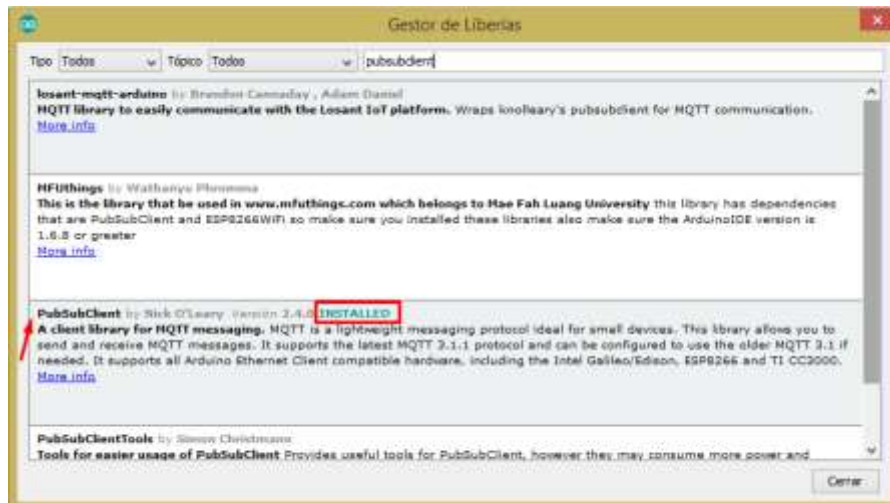 Gestor de Liberias
Tipo Todos Tópico Todos pubsubclient
losant-mqtt-arduino by Brandon Cannaday , Adam Daniel
MQTT library to easily communicate with the Losant IoT platform. Wraps knolleary's pubsubclient for MQTT communication.
More info
MFUthings by Wathanyu Phromma
This is the library that be used in www.mfuthings.com which belongs to Mae Fah Luang University this library has dependencies
that are PubSubClient and ESP8266WiFi so make sure you installed these libraries also make sure the ArduinoIDE version is
1.6.8 or greater
More info
PubSubClient by Nick O'Leary Versión 2.4.0 INSTALLED
A client library for MQTT messaging. MQTT is a lightweight messaging protocol ideal for small devices. This library allows you to
send and receive MQTT messages. It supports the latest MQTT 3.1.1 protocol and can be configured to use the older MQTT 3.1 if
needed. It supports all Arduino Ethernet Client compatible hardware, including the Intel Galileo/Edison, ESP8266 and TI CC3000.
More info
PubSubClientTools by Simon Christmann
Tools for easier usage of PubSubClient Provides useful tools for PubSubClient, however they may consume more power and
Cerrar